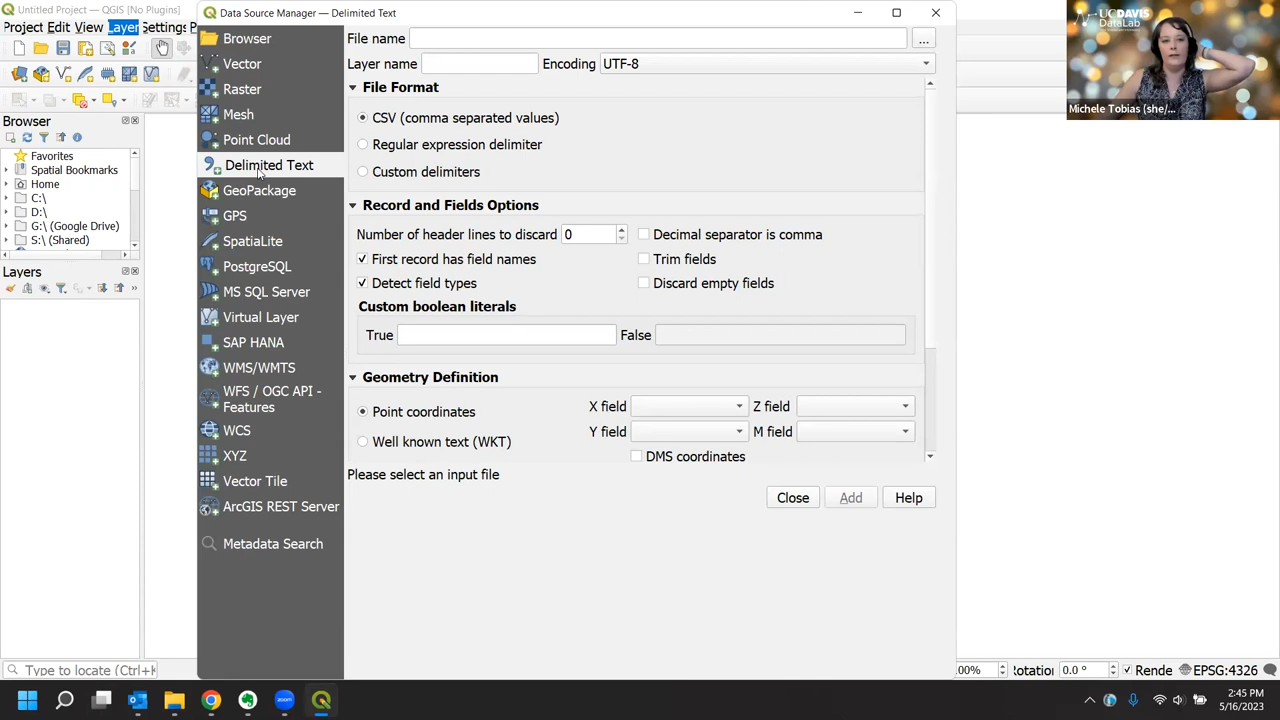 Untitled Project — QGIS [No Plugins]
Project Edit View Layer Settings P
Browser
Favorites
Spatial Bookmarks
Home
C:\
D:\
G:\ (Google Drive)
S:\ (Shared)
Layers
Type to locate (Ctrl+K
Data Source Manager — Delimited Text
Browser
Vector
Raster
Mesh
Point Cloud
Delimited Text
GeoPackage
GPS
SpatiaLite
PostgreSQL
MS SQL Server
Virtual Layer
SAP HANA
WMS/WMTS
WFS / OGC API -
Features
WCS
XYZ
Vector Tile
ArcGIS REST Server
Metadata Search
File name
...
Layer name
Encoding UTF-8
File Format
CSV (comma separated values)
Regular expression delimiter
Custom delimiters
Record and Fields Options
Number of header lines to discard 0
Decimal separator is comma
First record has field names
Trim fields
Detect field types
Discard empty fields
Custom boolean literals
True
False
Geometry Definition
Point coordinates
X field
Z field
Well known text (WKT)
Y field
M field
DMS coordinates
Please select an input file
Close
Add
Help
UCDAVIS
DataLab
Michele Tobias (she/...
00%
Rotation
0.0 °
Rende
EPSG:4326
zoom
2:45 PM
5/16/2023